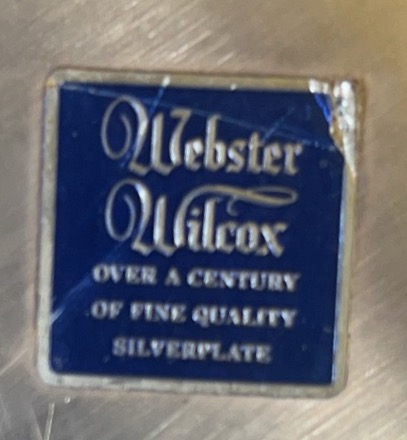 Webster
Wilcox
OVER A CENTURY
OF FINE QUALITY
SILVERPLATE